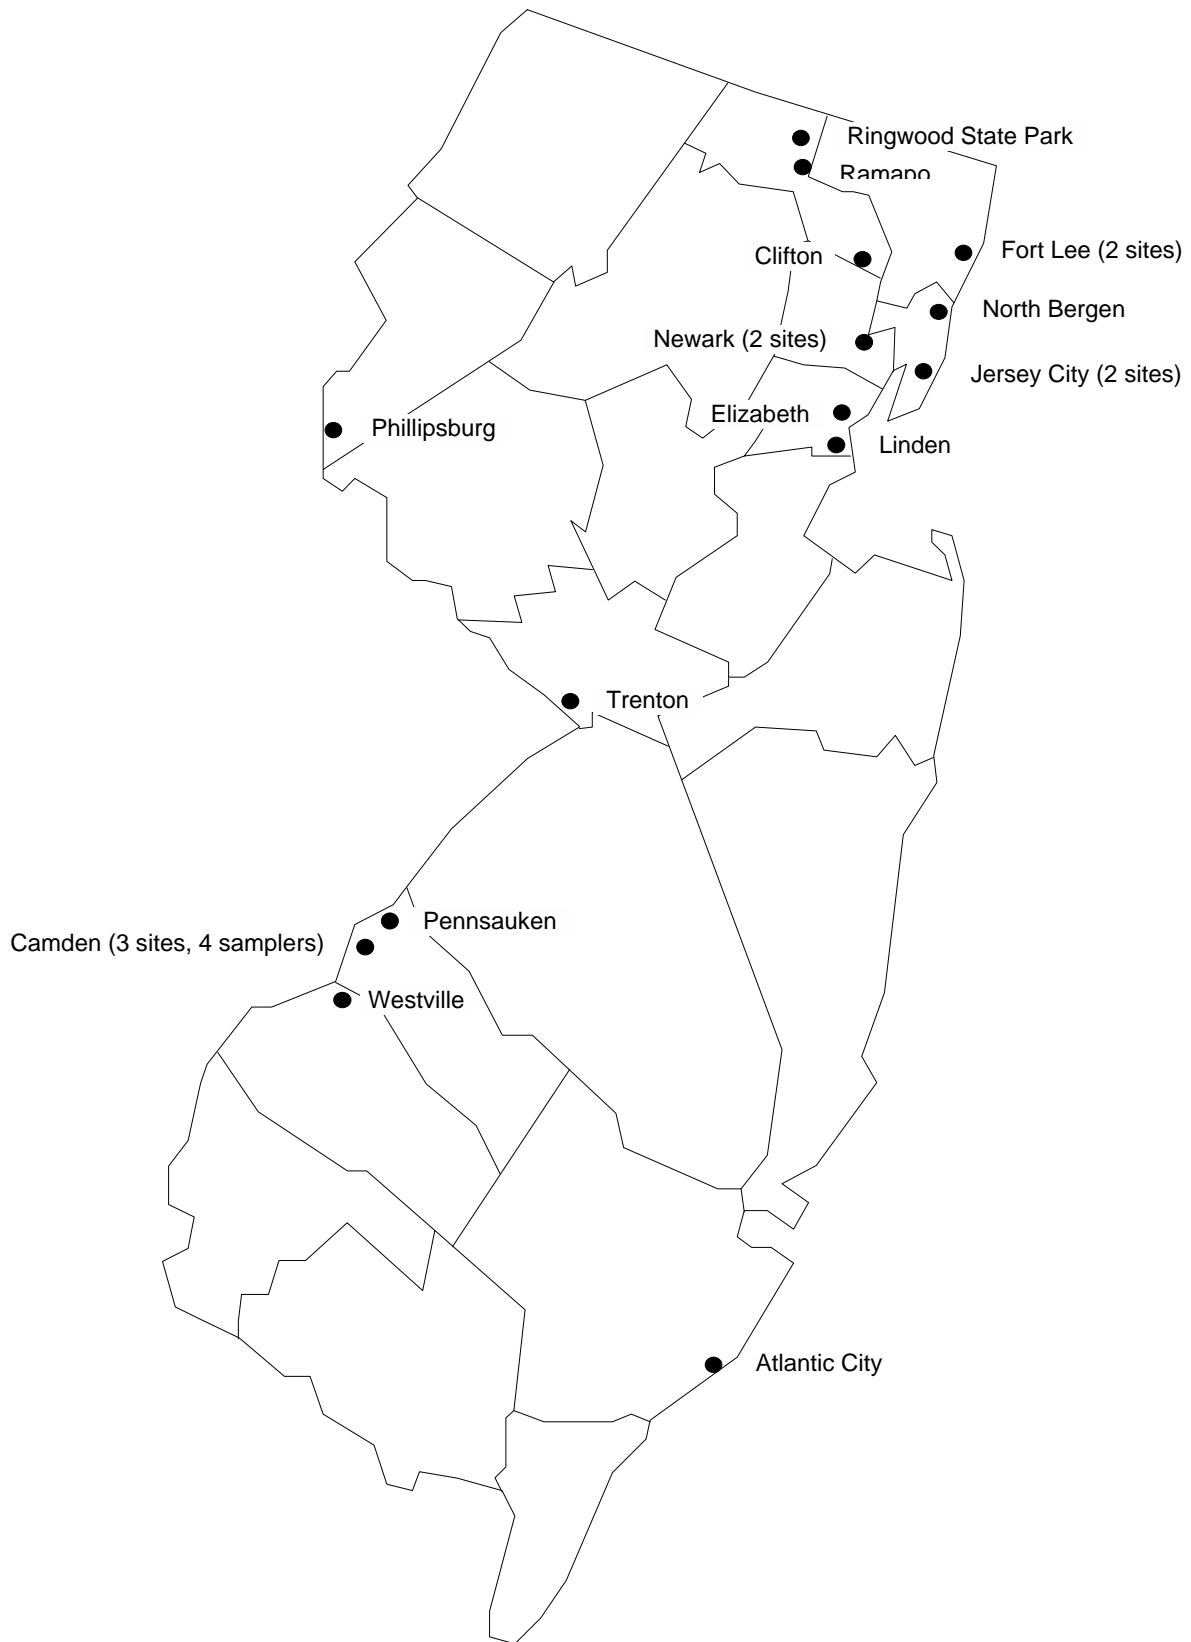 Ringwood State Park
Ramapo
Clifton
Fort Lee (2 sites)
North Bergen
Newark (2 sites)
Jersey City (2 sites)
Elizabeth
Phillipsburg
Linden
Trenton
Pennsauken
Camden (3 sites, 4 samplers)
Westville
Atlantic City